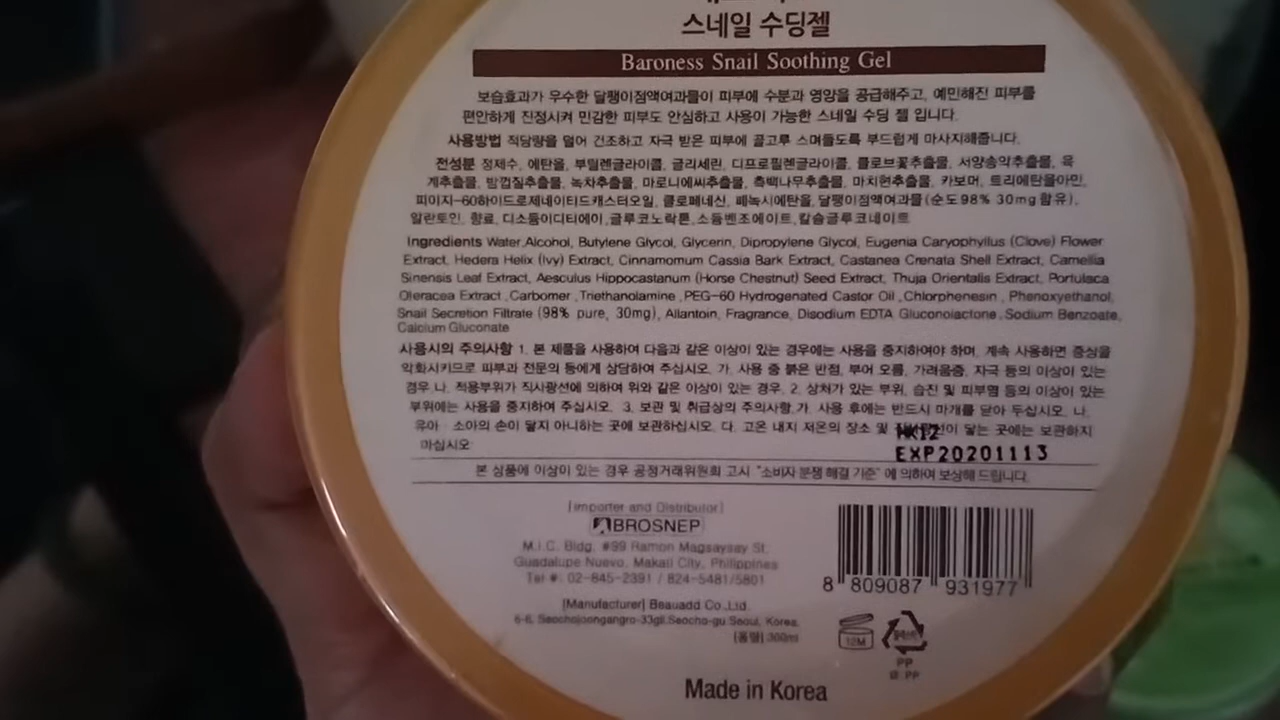 스네일 수딩젤
Baroness Snail Soothing Gel
보습효과가 우수한 달팽이점액여과물이 피부에 수분과 영양을 공급해주고, 예민해진 피부를
편안하게 진정시켜 민감한 피부도 안심하고 사용이 가능한 스네일 수딩 젤 입니다.
사용방법 적당량을 덜어 건조하고 자극 받은 피부에 골고루 스며들도록 부드럽게 마사지해줍니다.
전성분 정제수, 에탄올, 부틸렌글라이콜, 글리세린, 디프로필렌글라이콜, 클로브꽃추출물, 서양송악추출물, 육
계추출물, 밤껍질추출물, 녹차추출물, 마로니에씨추출물, 측백나무추출물, 마치현추출물, 카보머, 트리에탄올아민,
피이지-60하이드로제네이티드캐스터오일, 클로페네신, 페녹시에탄올, 달팽이점액여과물(순도98% 30mg함유),
알란토인, 향료, 디소듐이디티에이, 글루코노락톤, 소듐벤조에이트, 칼슘글루코네이트
Ingredients Water,Alcohol, Butylene Glycol, Glycerin, Dipropylene Glycol, Eugenia Caryophyllus (Clove) Flower
Extract, Hedera Helix (Ivy) Extract, Cinnamomum Cassia Bark Extract, Castanea Crenata Shell Extract, Camellia
Sinensis Leaf Extract, Aesculus Hippocastanum (Horse Chestnut) Seed Extract, Thuja Orientalis Extract, Portulaca
Oleracea Extract ,Carbomer ,Triethanolamine ,PEG-60 Hydrogenated Castor Oil ,Chlorphenesin , Phenoxyethanol,
Snail Secretion Filtrate (98% pure, 30mg), Allantoin, Fragrance, Disodium EDTA Gluconolactone, Sodium Benzoate,
Calcium Gluconate
사용시의 주의사항 1. 본 제품을 사용하여 다음과 같은 이상이 있는 경우에는 사용을 중지하여야 하며, 계속 사용하면 증상을
악화시키므로 피부과 전문의 등에게 상담하여 주십시오. 가. 사용 중 붉은 반점, 부어 오름, 가려움증, 자극 등의 이상이 있는
경우 나. 적용부위가 직사광선에 의하여 위와 같은 이상이 있는 경우. 2. 상처가 있는 부위, 습진 및 피부염 등의 이상이 있는
부위에는 사용을 중지하여 주십시오. 3. 보관 및 취급상의 주의사항 가. 사용 후에는 반드시 마개를 닫아 두십시오. 나.
유아 · 소아의 손이 닿지 아니하는 곳에 보관하십시오. 다. 고온 내지 저온의 장소 및 닿는 곳에는 보관하지
마십시오
EXP20201113
본 상품에 이상이 있는 경우 공정거래위원회 고시 "소비자 분쟁 해결 기준" 에 의하여 보상해 드립니다.
[Importer and Distributor]
BROSNEP
M.I.C. Bldg. #99 Ramon Magsaysay St.
Guadalupe Nuevo, Makati City, Philippines
Tel #: 02-845-2391 / 824-5481/5801
[Manufacturer] Beauadd Co.,Ltd.
6-6, Seochojoongangro-33gil,Seocho-gu Seoul, Korea.
[용량] 300ml
8 809087 931977
12M
PP
Made in Korea